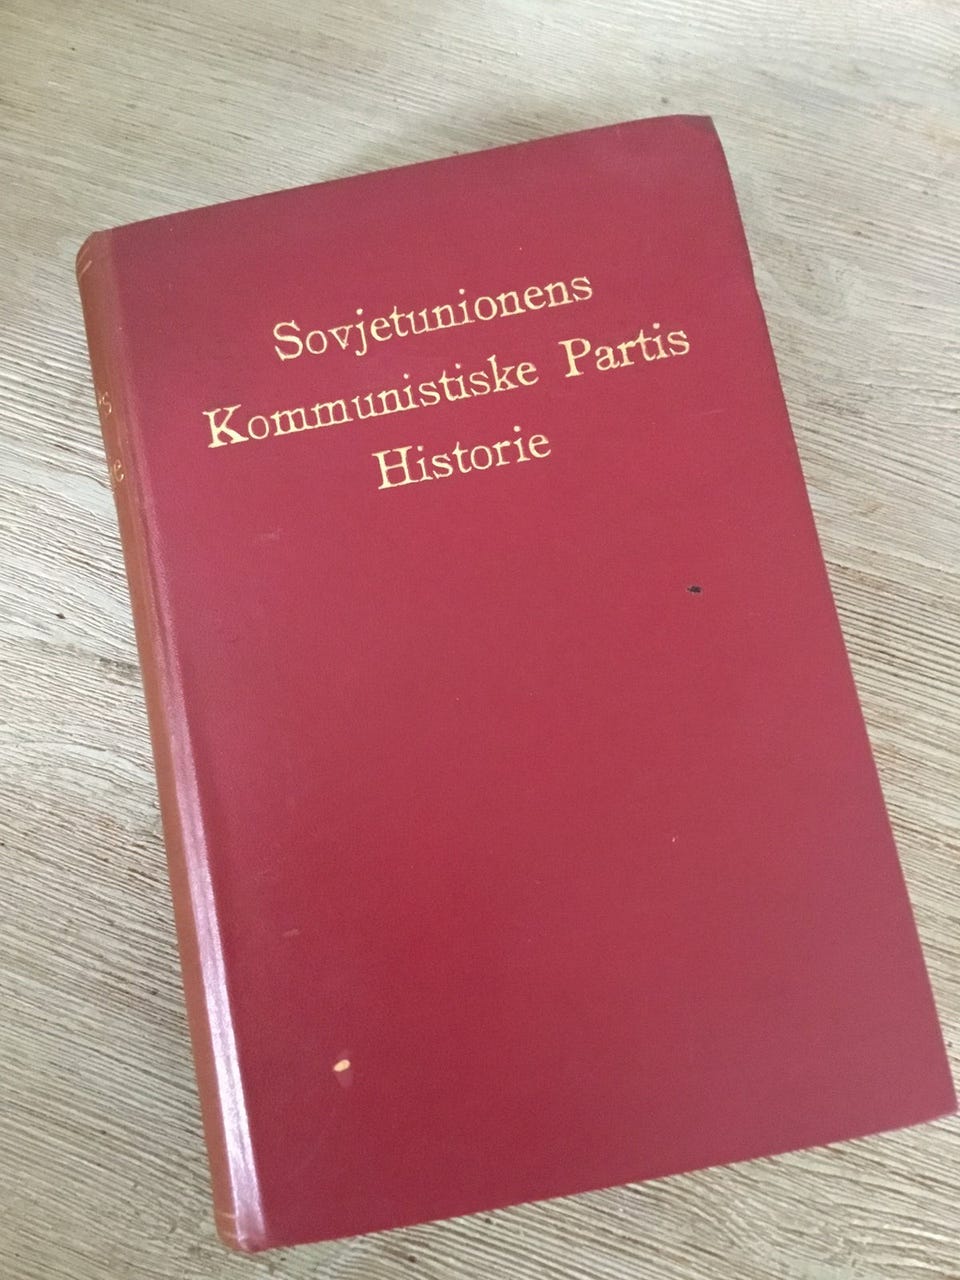 Sovjetunionens
Kommunistiske Partis
Historie